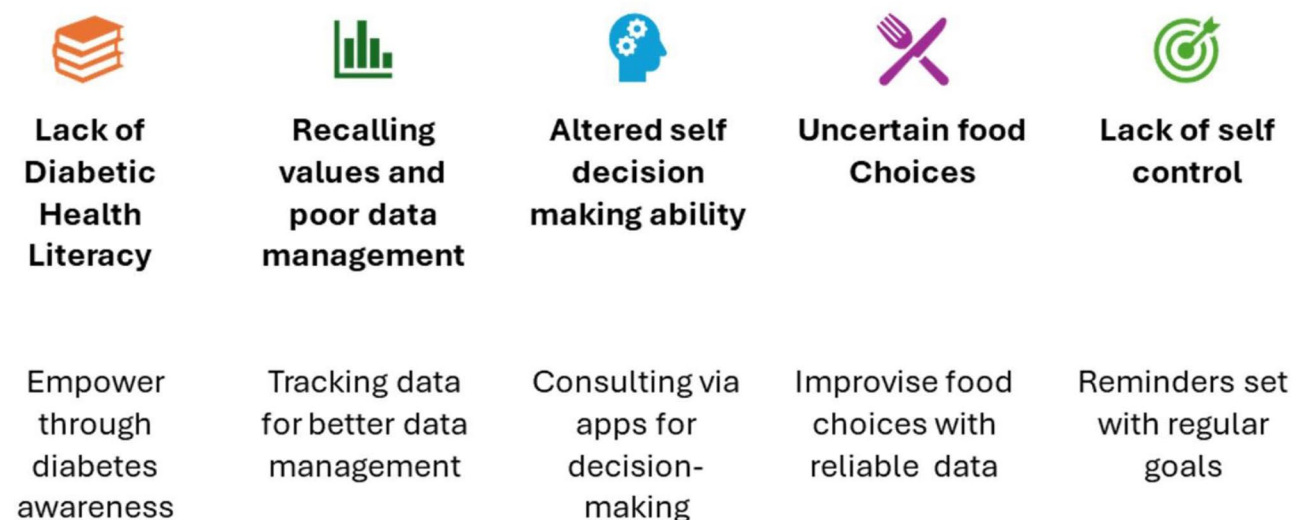 Lack of
Diabetic
Health
Literacy
Recalling
values and
poor data
management
Altered self
decision
making ability
Uncertain food
Choices
Lack of self
control
Empower
through
diabetes
awareness
Tracking data
for better data
management
Consulting via
apps for
decision-
making
Improvise food
choices with
reliable data
Reminders set
with regular
goals